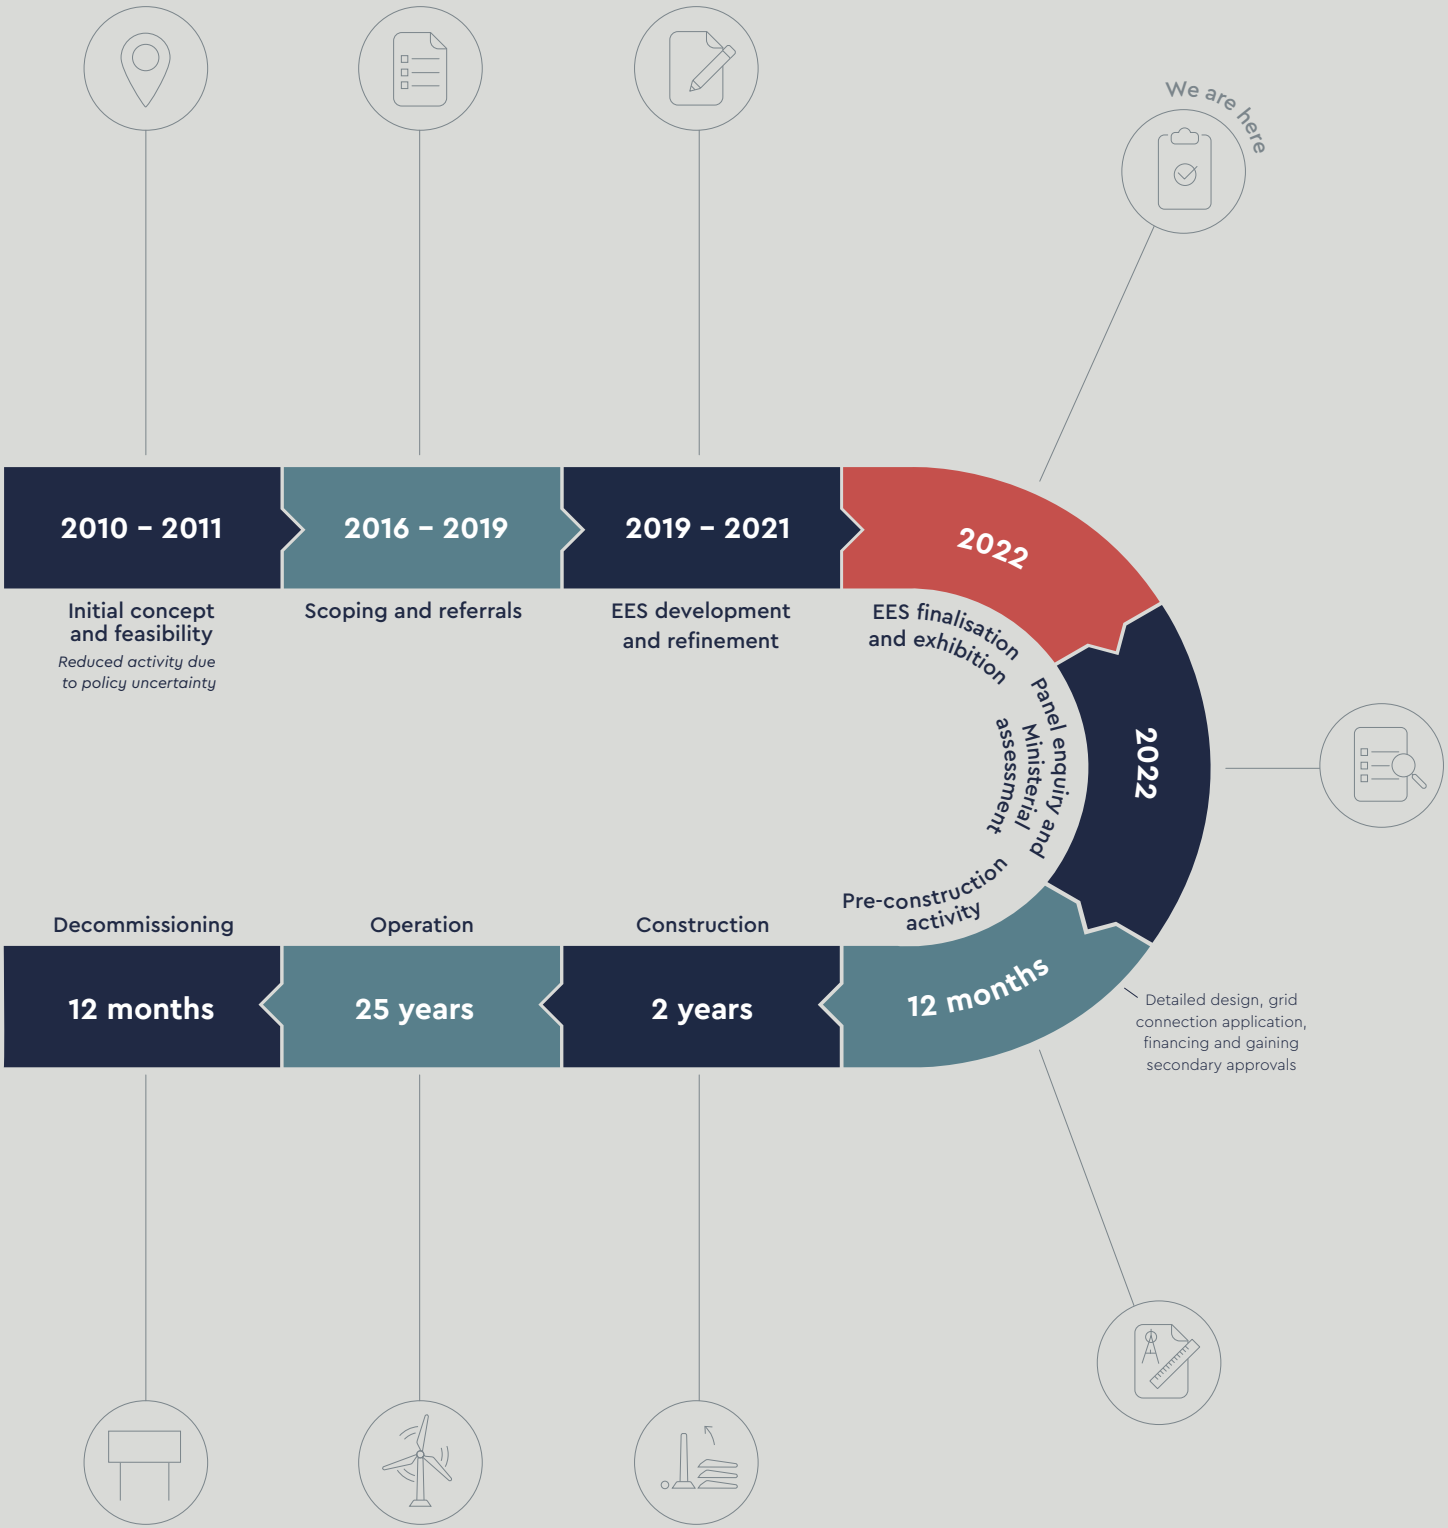 We are here
2010 – 2011
2016 – 2019
2019 – 2021
2022
Initial concept
and feasibility
Reduced activity due
to policy uncertainty
Scoping and referrals
EES development
and refinement
EES finalisation
and exhibition
2022
Panel enquiry and
Ministerial
assessment
Pre-construction
activity
12 months
Detailed design, grid
connection application,
financing and gaining
secondary approvals
Construction
2 years
Operation
25 years
Decommissioning
12 months